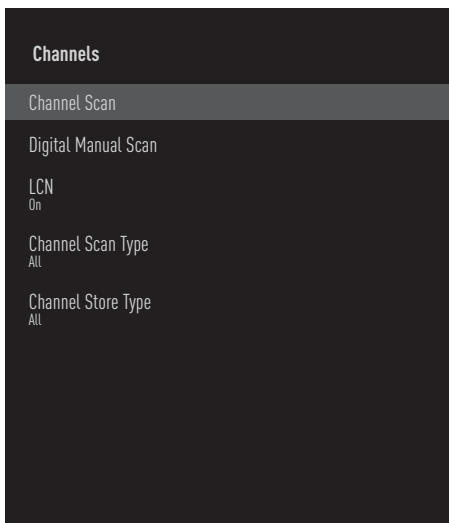 Channels
Channel Scan
Digital Manual Scan
LCN
On
Channel Scan Type
All
Channel Store Type
All